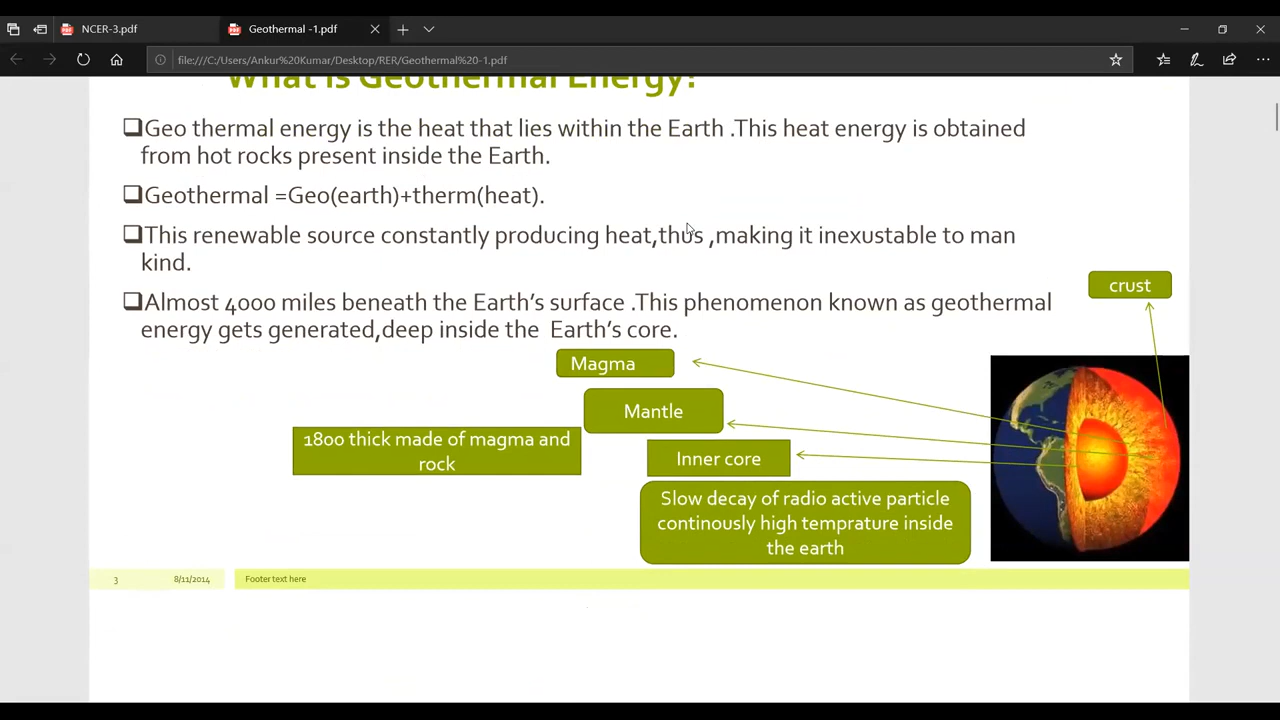 NCER-3.pdf
Geothermal -1.pdf
file:///C:/Users/Ankur%20Kumar/Desktop/RER/Geothermal%20-1.pdf
What is Geothermal Energy?
Geo thermal energy is the heat that lies within the Earth .This heat energy is obtained
from hot rocks present inside the Earth.
Geothermal =Geo(earth)+therm(heat).
This renewable source constantly producing heat,thus ,making it inexustable to man
kind.
Almost 4000 miles beneath the Earth's surface .This phenomenon known as geothermal
energy gets generated,deep inside the Earth's core.
crust
Magma
Mantle
1800 thick made of magma and
rock
Inner core
Slow decay of radio active particle
continously high temprature inside
the earth
3
8/11/2014
Footer text here